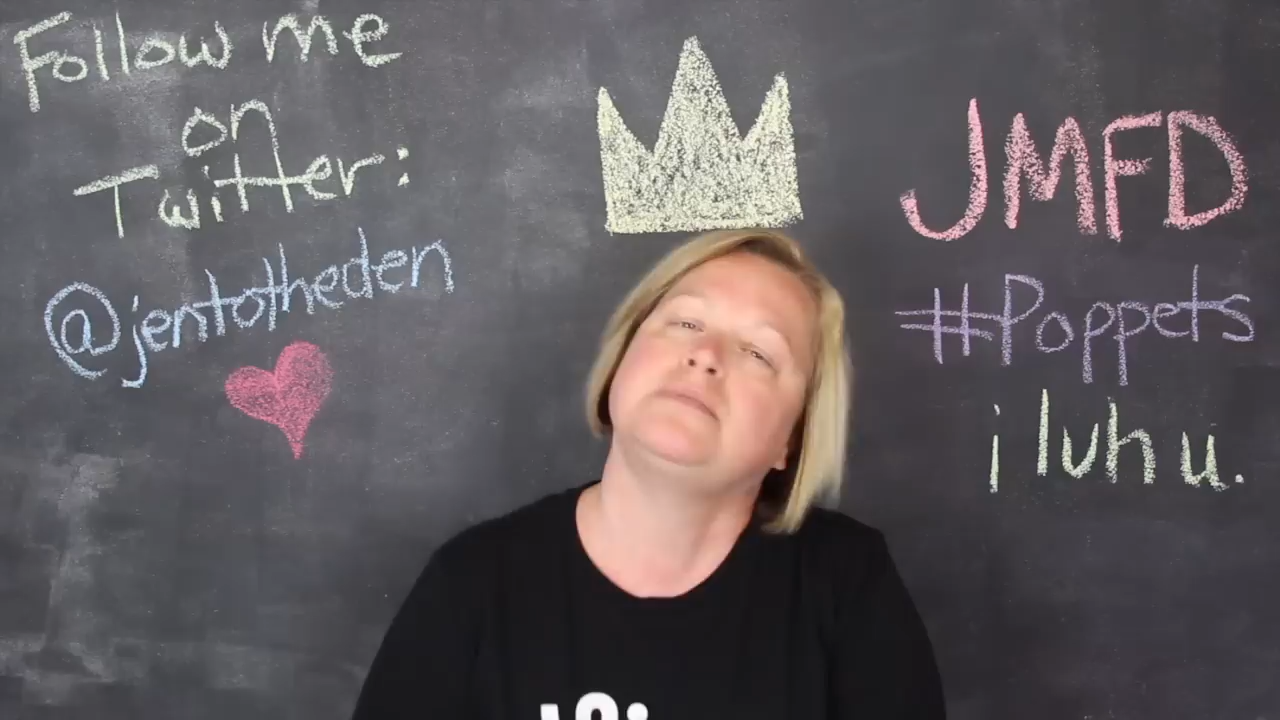 Follow me
on
Twitter:
@jentotheden
JMFD
#Poppets
i luh u.